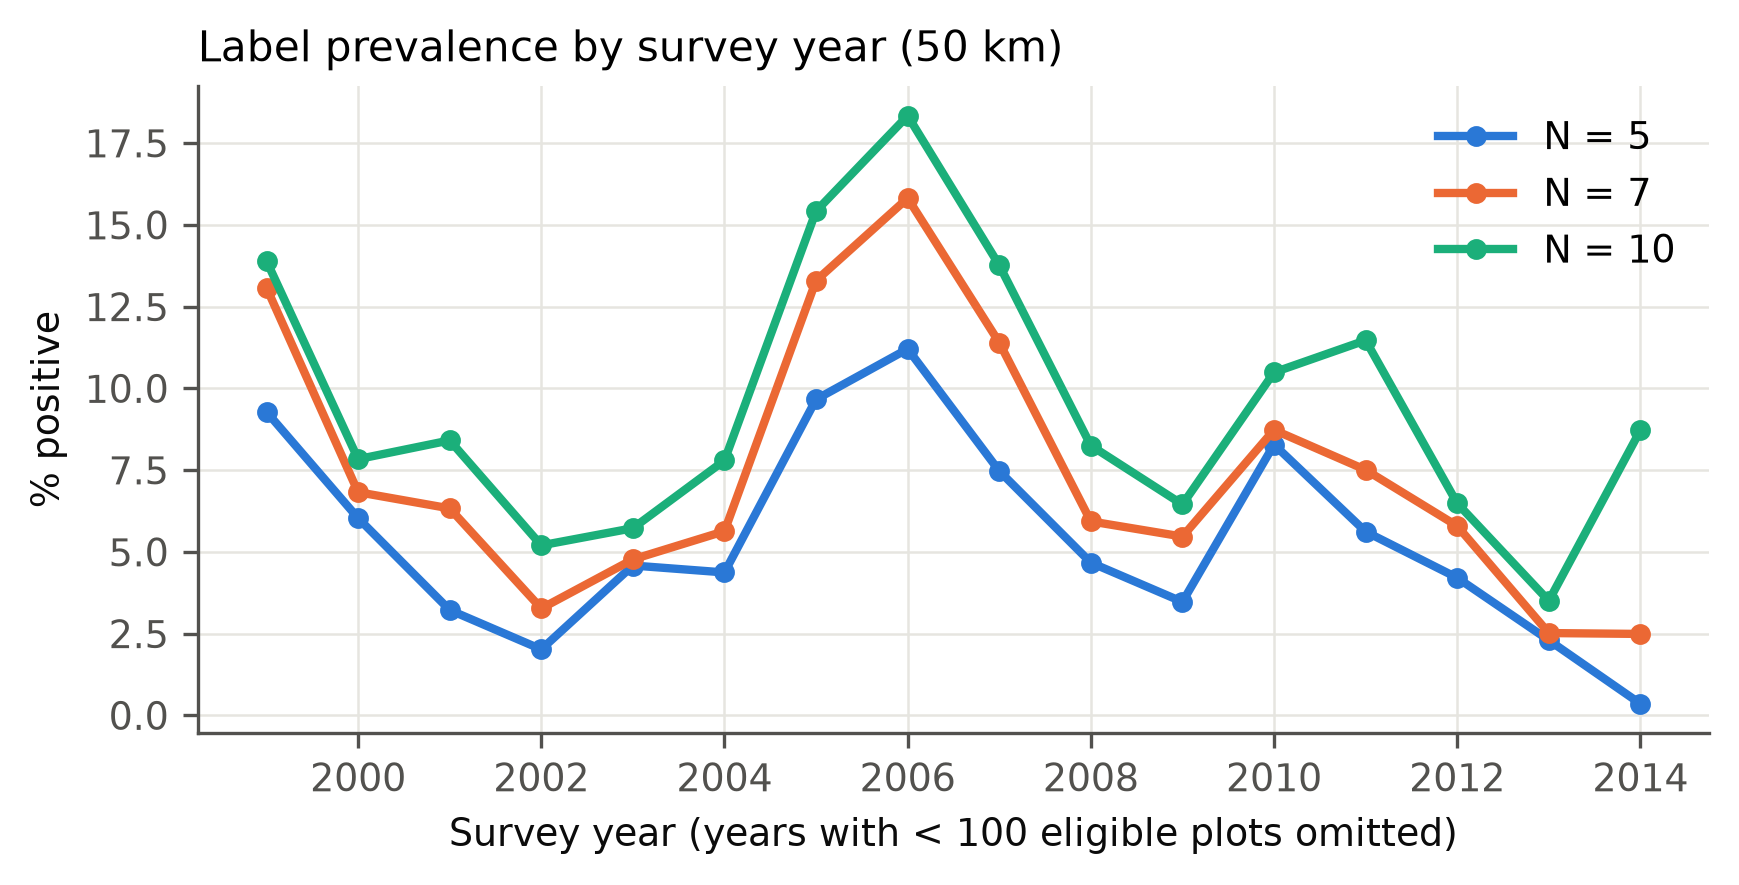 Label prevalence by survey year (50 km)
17.5
15.0
12.5
10.0
7.5
5.0
2.5
0.0
% positive
N = 5
N = 7
N = 10
2000 2002 2004 2006 2008 2010 2012 2014
Survey year (years with < 100 eligible plots omitted)